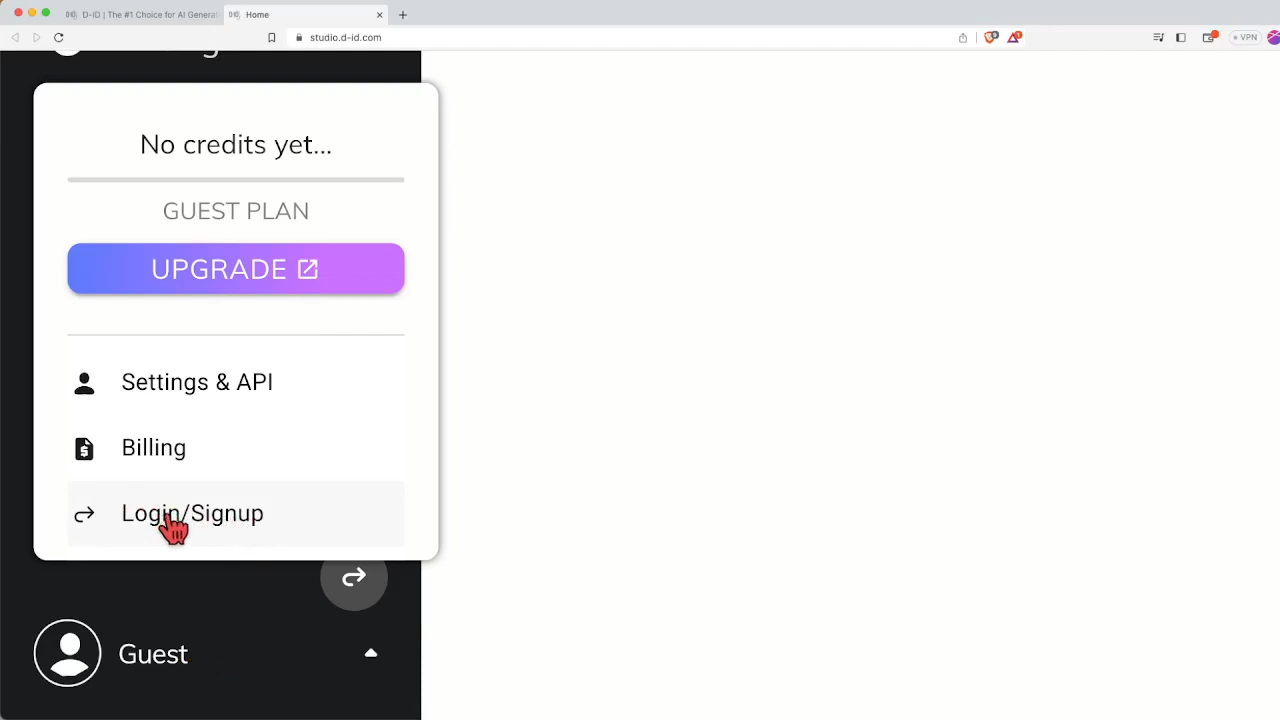 D-ID | The #1 Choice for AI Genera
Home
studio.d-id.com
VPN
No credits yet...
GUEST PLAN
UPGRADE
Settings & API
Billing
Login/Signup
Guest